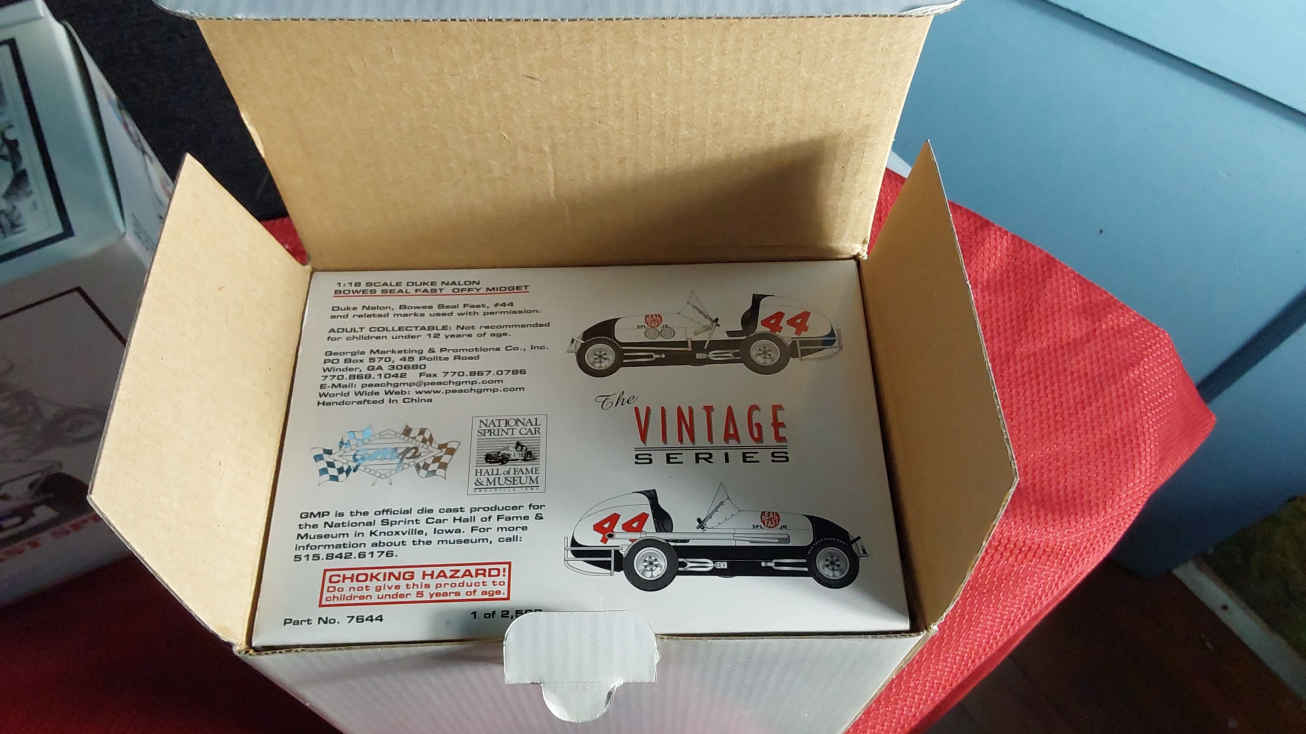 1:18 SCALE DUKE NALON
BOWES SEAL FAST OFFY MIDGET
Duke Nalon, Bowes Seal Fast, #44
and related marks used with permission.
ADULT COLLECTABLE: Not recommended
for children under 12 years of age.
Georgia Marketing & Promotions Co., Inc.
PO Box 570, 45 Polite Road
Winder, GA 30680
770.868.1042 Fax 770.867.0786
E-Mail: peachgmp@peachgmp.com
World Wide Web: www.peachgmp.com
Handcrafted In China
gmp
NATIONAL
SPRINT CAR
HALL of FAME
& MUSEUM
GMP is the official die cast producer for
the National Sprint Car Hall of Fame &
Museum in Knoxville, Iowa. For more
information about the museum, call:
515.842.6176.
CHOKING HAZARD!
Do not give this product to
children under 5 years of age.
Part No. 7644
1 of 2,500
44
The
VINTAGE
SERIES
44